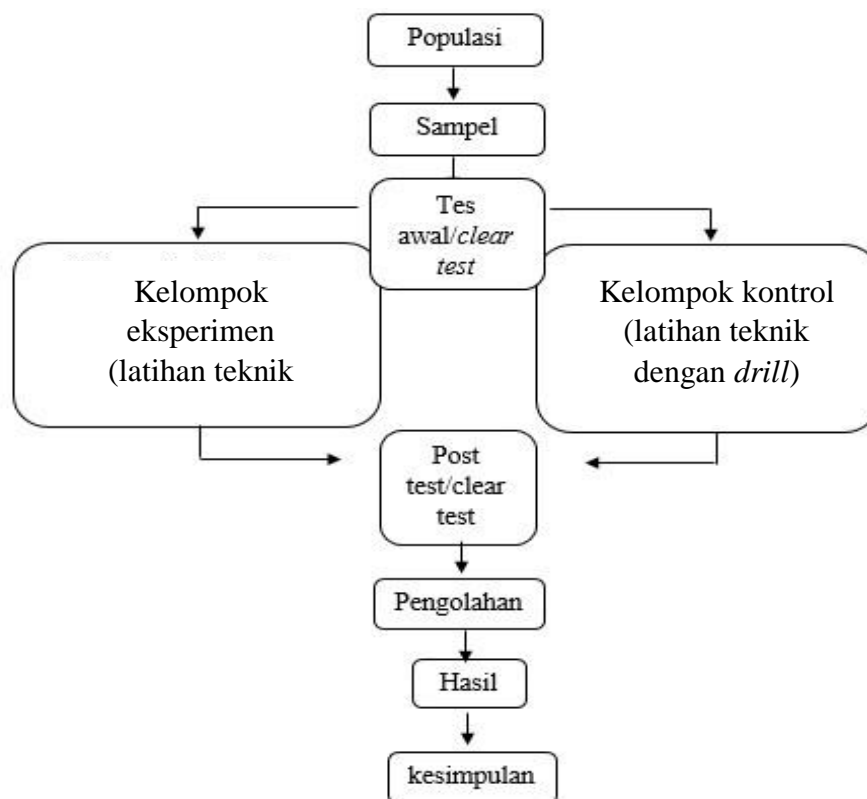 Populasi
Sampel
Tes
awal/clear
test
Kelompok
eksperimen
(latihan teknik
Kelompok kontrol
(latihan teknik
dengan drill)
Post
test/clear
test
Pengolahan
Hasil
kesimpulan